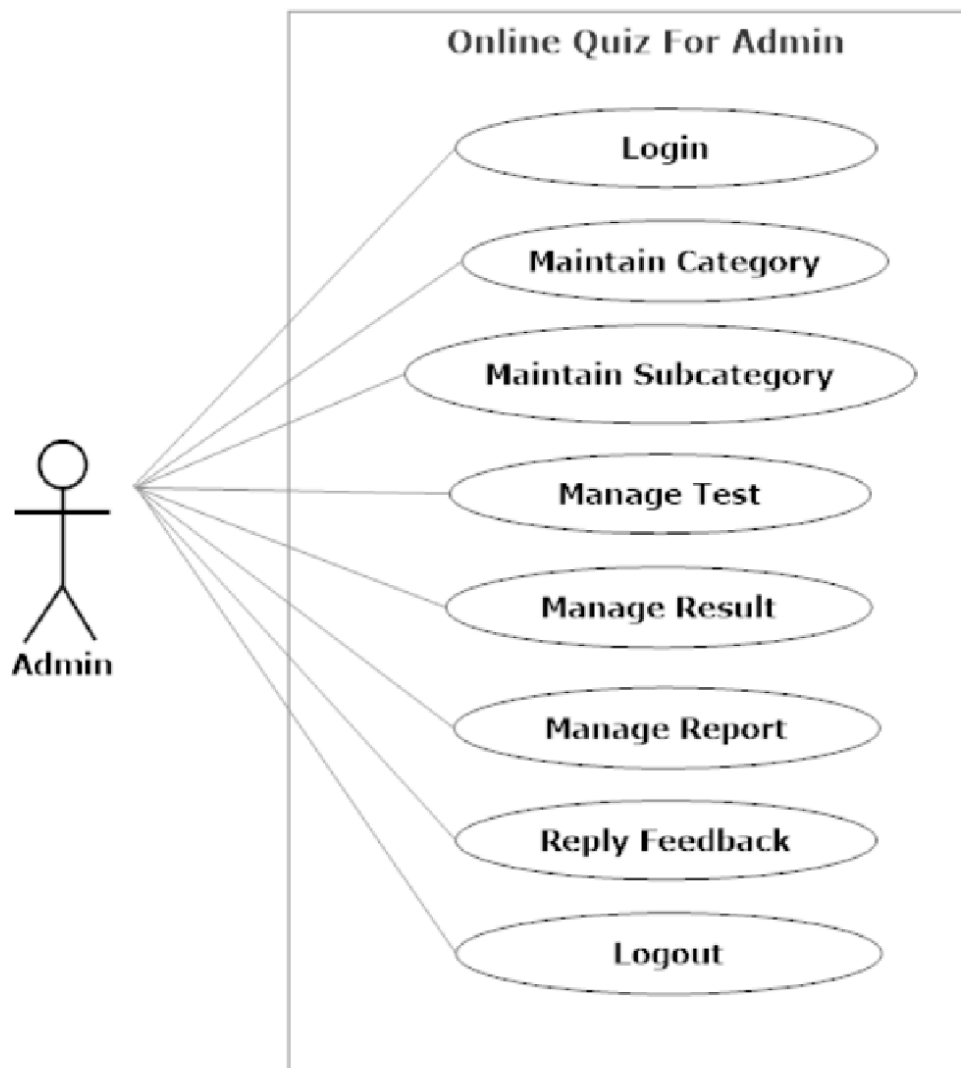 Online Quiz For Admin
Login
Maintain Category
Maintain Subcategory
Manage Test
Manage Result
Admin
Manage Report
Reply Feedback
Logout